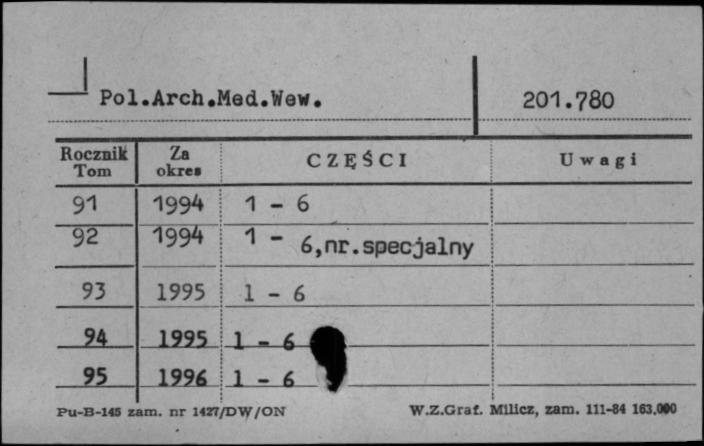 Pol.Arch.Med.Wew. 201.780
Rocznik Tom Za okres CZĘŚCI Uwagi
91 1994 1 - 6
92 1994 1 - 6,nr.specjalny
93 1995 1 - 6
94 1995 1 - 6
95 1996 1 - 6
Pu-B-145 zam. nr 1427/DW/ON W.Z.Graf. Milicz, zam. 111-84 163.000